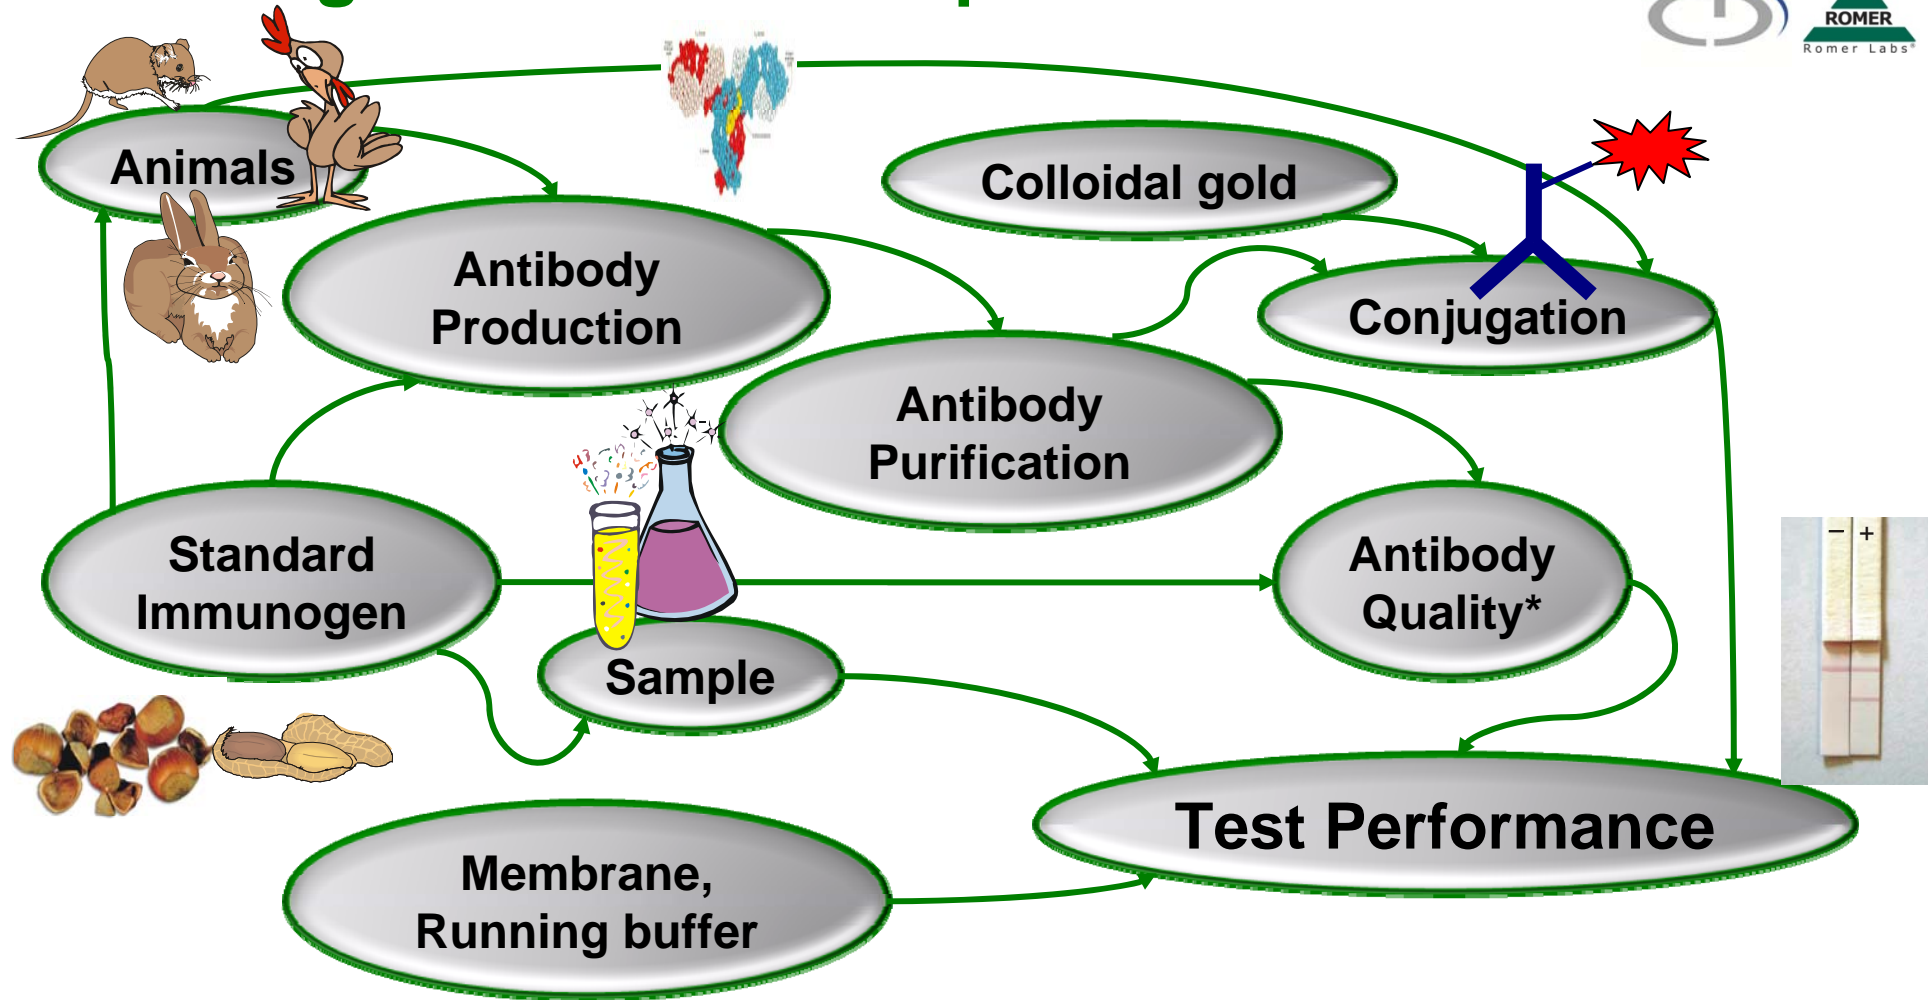 ROMER
Romer Labs®
Animals
Colloidal gold
Antibody
Production
Conjugation
Antibody
Purification
Standard
Immunogen
Antibody
Quality*
- +
Sample
Test Performance
Membrane,
Running buffer